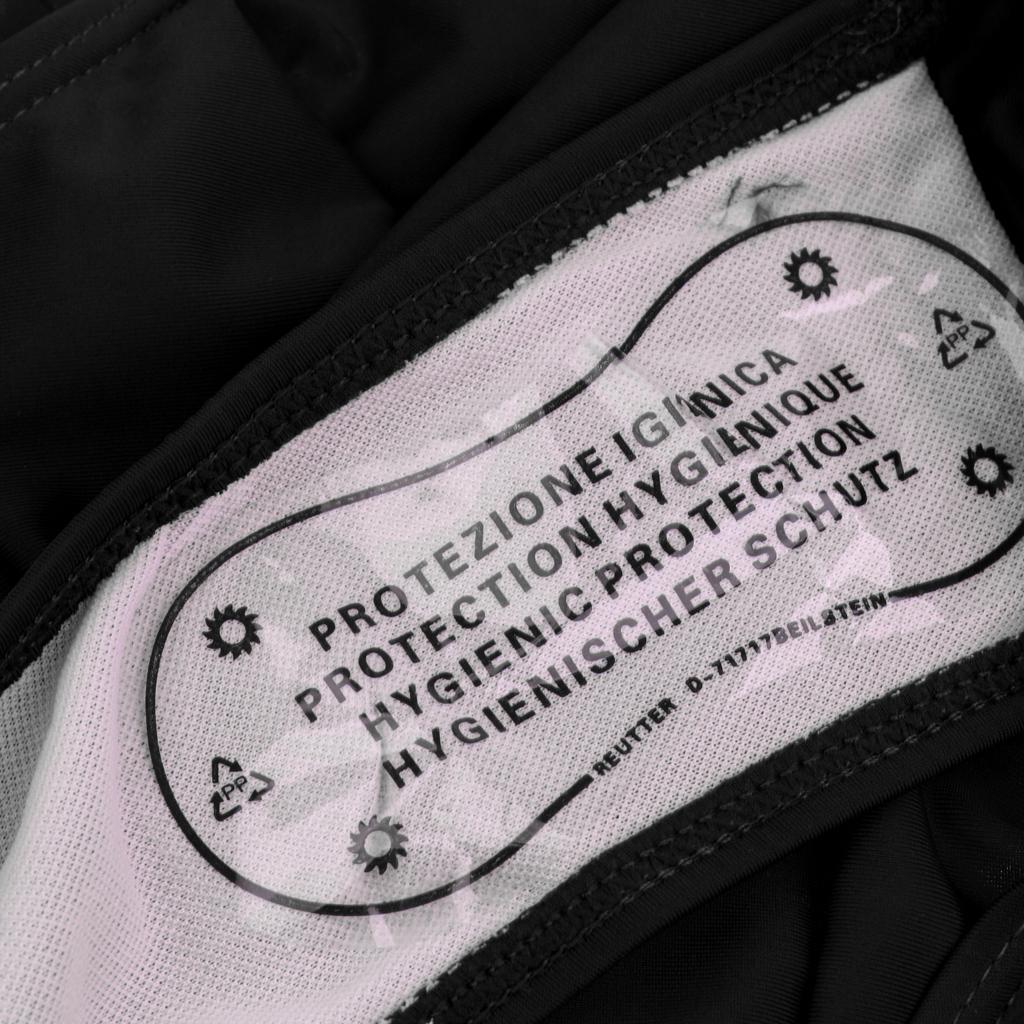 PROTEZIONE IGIENICA
PROTECTION HYGIENIQUE
HYGIENIC PROTECTION
HYGIENISCHER SCHUTZ
REUTTER D-71717 BEILSTEIN
PP
PP